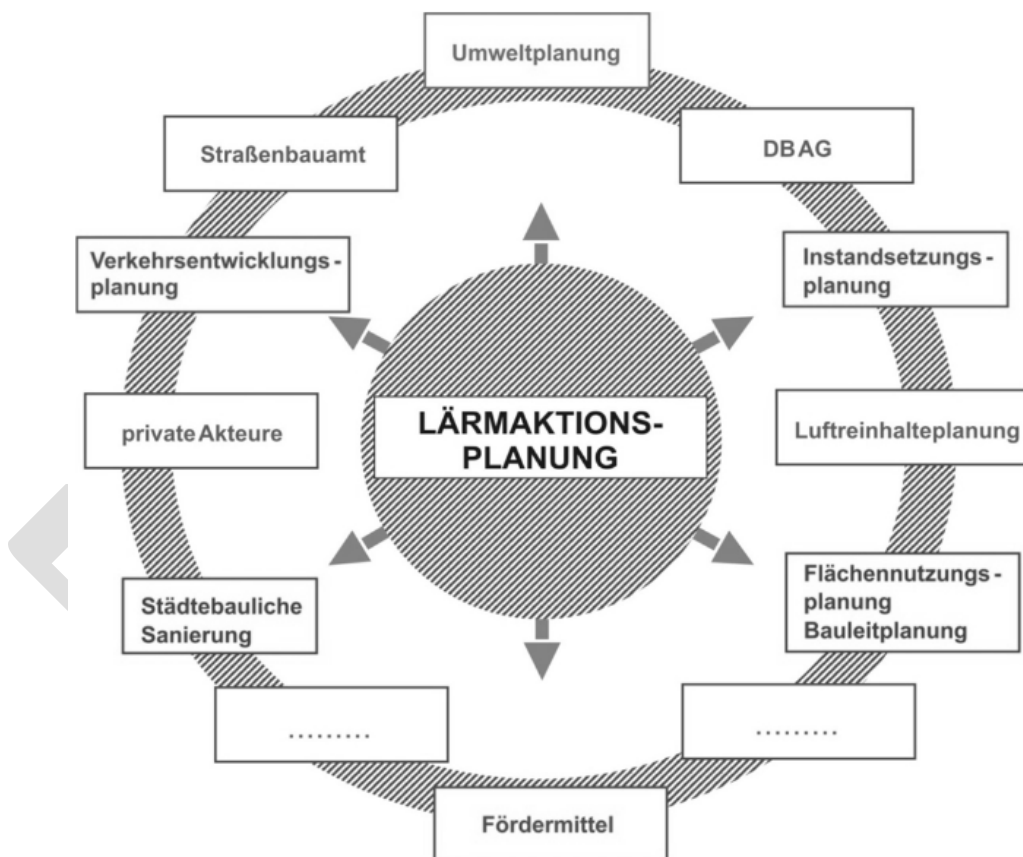 Umweltplanung
Straßenbauamt
DB AG
Verkehrsentwicklungs -
planung
Instandsetzungs -
planung
private Akteure
LÄRMAKTIONS-
PLANUNG
Luftreinhalteplanung
Städtebauliche
Sanierung
Flächennutzungs -
planung
Bauleitplanung
.........
.........
Fördermittel